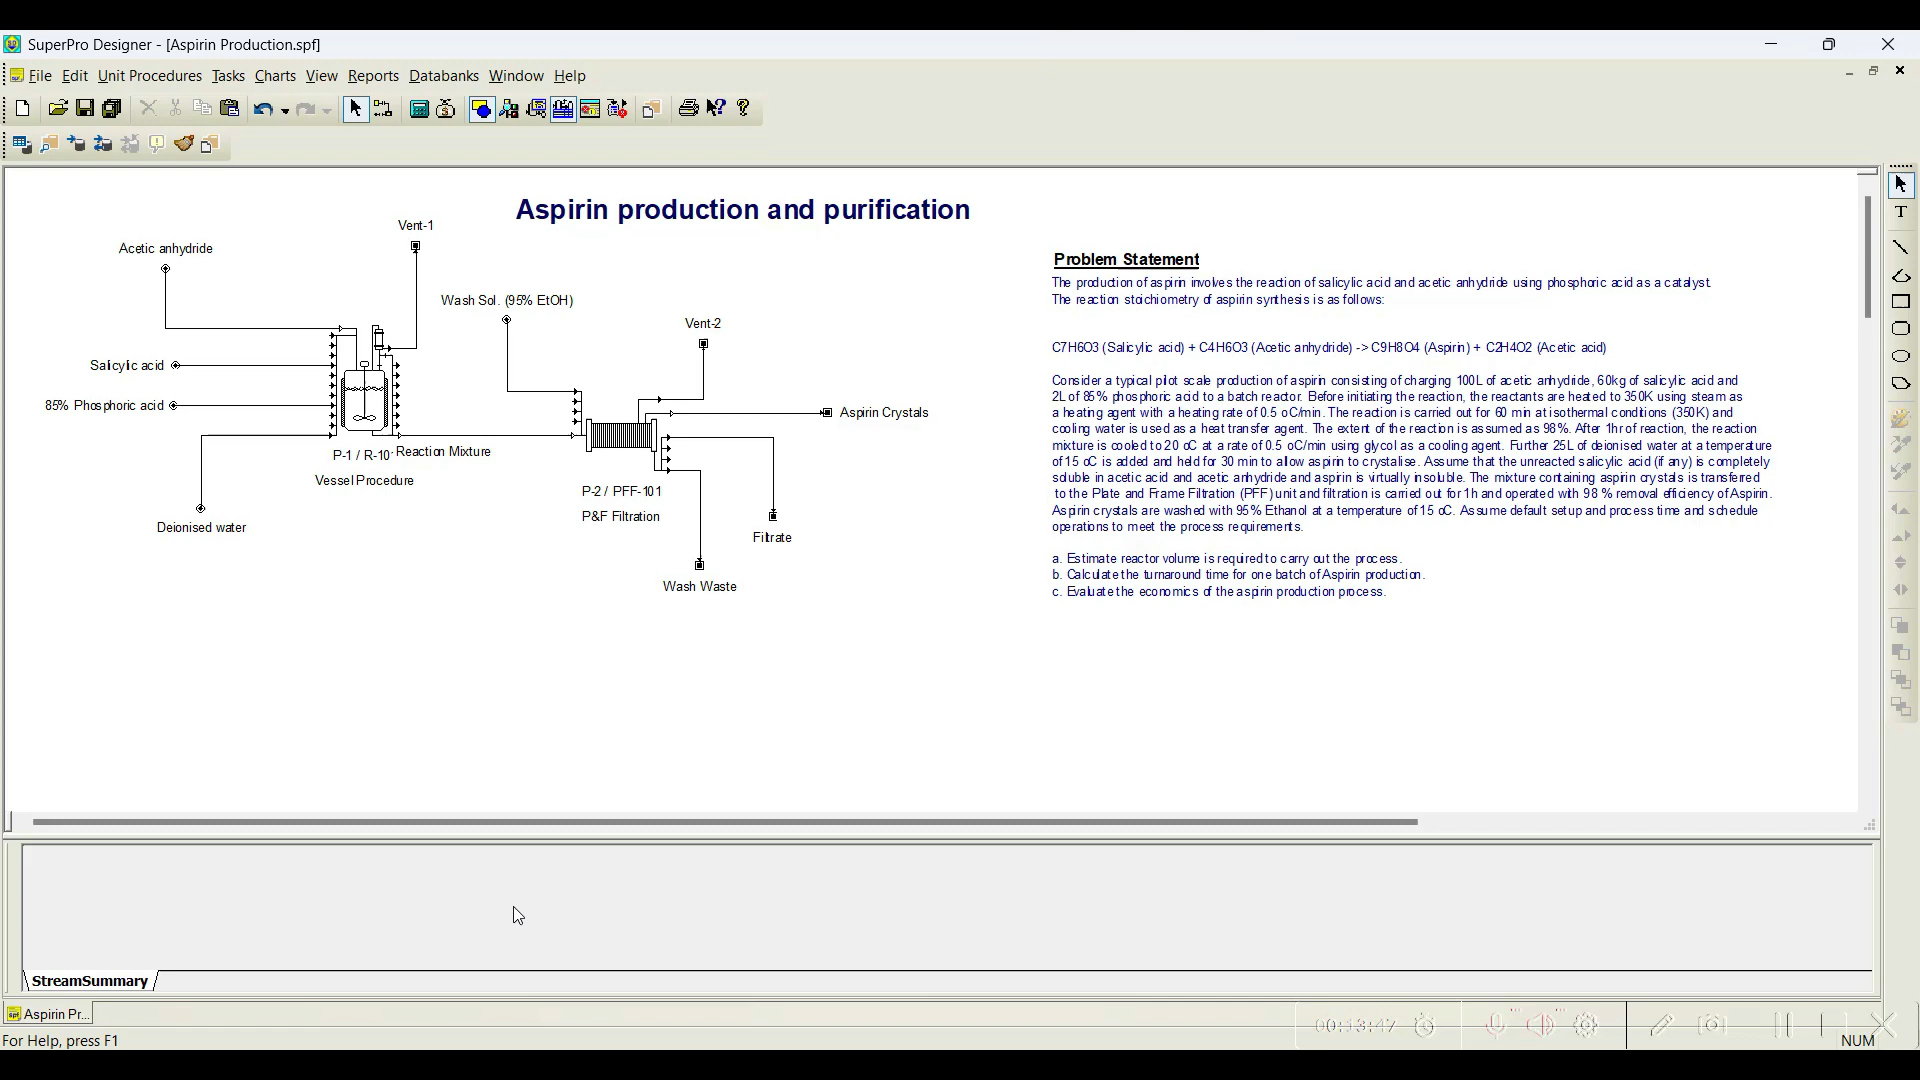 SuperPro Designer - [Aspirin Production.spf]
File Edit Unit Procedures Tasks Charts View Reports Databanks Window Help
Aspirin production and purification
Vent-1
Acetic anhydride
Wash Sol. (95% EtOH)
Vent-2
Salicylic acid
85% Phosphoric acid
Aspirin Crystals
P-1 / R-10
Reaction Mixture
Vessel Procedure
P-2 / PFF-101
P&F Filtration
Deionised water
Filtrate
Wash Waste
Problem Statement
The production of aspirin involves the reaction of salicylic acid and acetic anhydride using phosphoric acid as a catalyst.
The reaction stoichiometry of aspirin synthesis is as follows:
C7H6O3 (Salicylic acid) + C4H6O3 (Acetic anhydride) -> C9H8O4 (Aspirin) + C2H4O2 (Acetic acid)
Consider a typical pilot scale production of aspirin consisting of charging 100L of acetic anhydride, 60kg of salicylic acid and
2L of 85% phosphoric acid to a batch reactor. Before initiating the reaction, the reactants are heated to 350K using steam as
a heating agent with a heating rate of 0.5 oC/min. The reaction is carried out for 60 min at isothermal conditions (350K) and
cooling water is used as a heat transfer agent. The extent of the reaction is assumed as 98%. After 1hr of reaction, the reaction
mixture is cooled to 20 oC at a rate of 0.5 oC/min using glycol as a cooling agent. Further 25L of deionised water at a temperature
of 15 oC is added and held for 30 min to allow aspirin to crystalise. Assume that the unreacted salicylic acid (if any) is completely
soluble in acetic acid and acetic anhydride and aspirin is virtually insoluble. The mixture containing aspirin crystals is transferred
to the Plate and Frame Filtration (PFF) unit and filtration is carried out for 1h and operated with 98 % removal efficiency of Aspirin.
Aspirin crystals are washed with 95% Ethanol at a temperature of 15 oC. Assume default setup and process time and schedule
operations to meet the process requirements.
a. Estimate reactor volume is required to carry out the process.
b. Calculate the turnaround time for one batch of Aspirin production.
c. Evaluate the economics of the aspirin production process.
StreamSummary
Aspirin Pr...
00:13:47
For Help, press F1
NUM